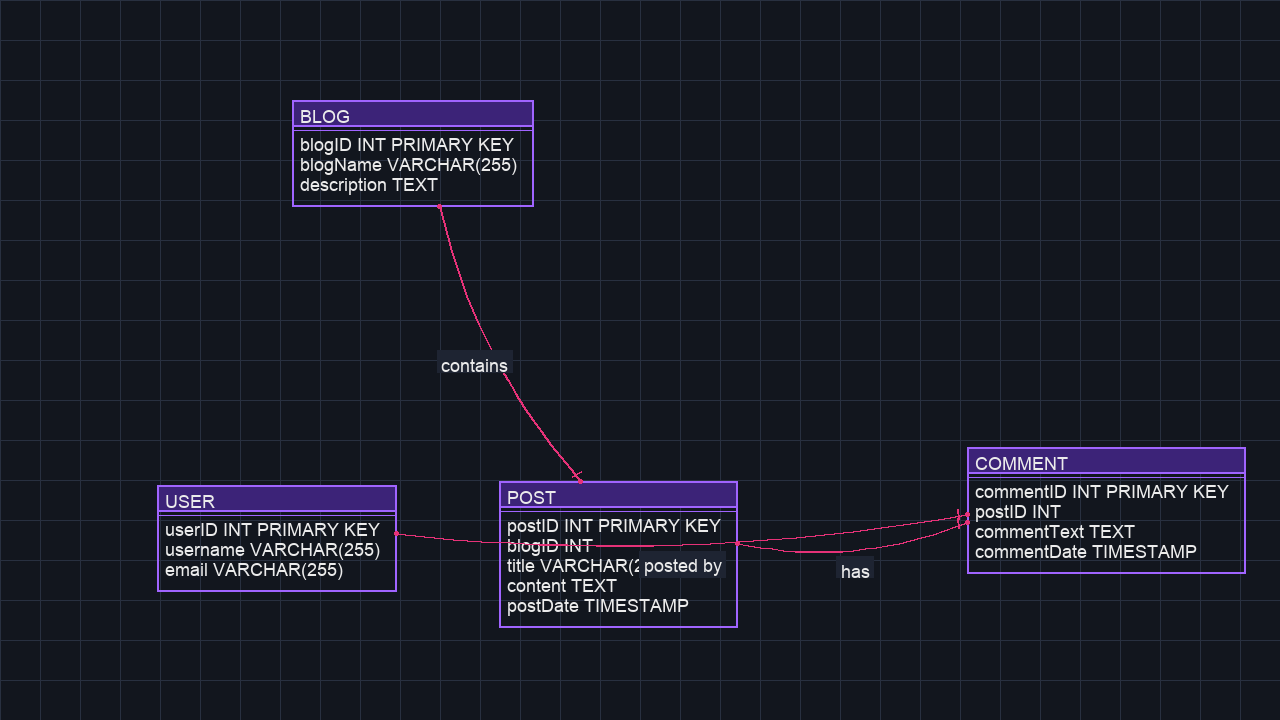 BLOG
blogID INT PRIMARY KEY
blogName VARCHAR(255)
description TEXT
contains
USER
userID INT PRIMARY KEY
username VARCHAR(255)
email VARCHAR(255)
POST
postID INT PRIMARY KEY
blogID INT
title VARCHAR(2
content TEXT
postDate TIMESTAMP
posted by
has
COMMENT
commentID INT PRIMARY KEY
postID INT
commentText TEXT
commentDate TIMESTAMP